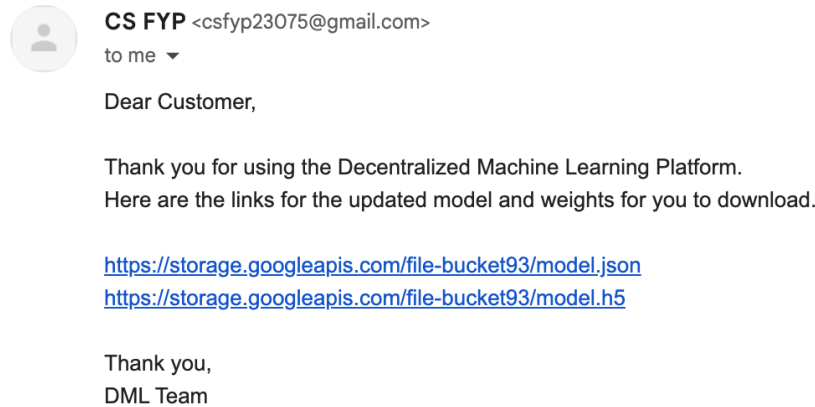 CS FYP <csfyp23075@gmail.com>
to me
Dear Customer,
Thank you for using the Decentralized Machine Learning Platform.
Here are the links for the updated model and weights for you to download.
https://storage.googleapis.com/file-bucket93/model.json
https://storage.googleapis.com/file-bucket93/model.h5
Thank you,
DML Team